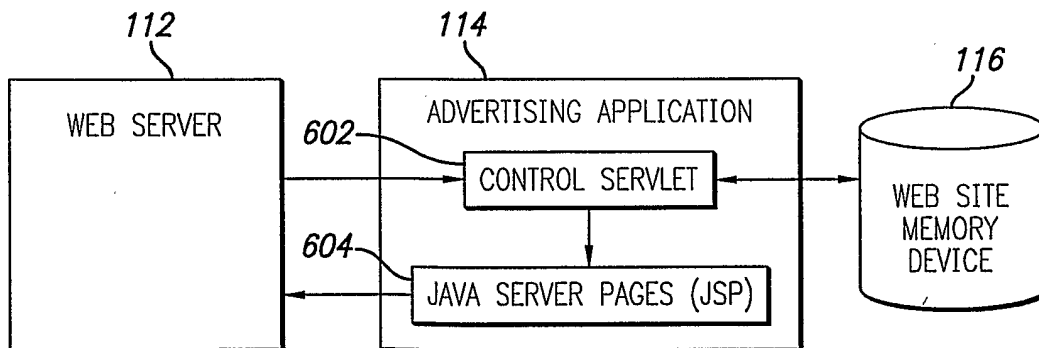 112
114
116
WEB SERVER
ADVERTISING APPLICATION
602
CONTROL SERVLET
WEB SITE
MEMORY
DEVICE
604
JAVA SERVER PAGES (JSP)